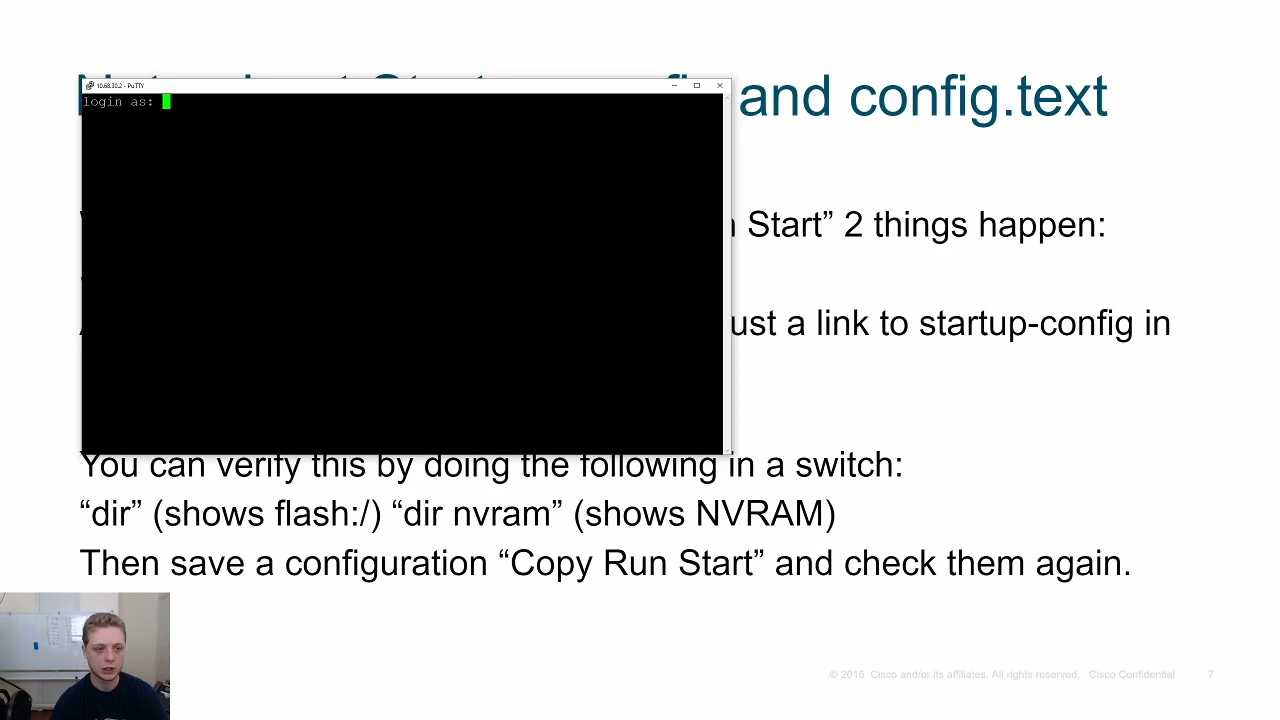 and config.text
10.68.30.2 - PuTTY
login as:
Start” 2 things happen:
a link to startup-config in
You can verify this by doing the following in a switch:
“dir” (shows flash:/) “dir nvram” (shows NVRAM)
Then save a configuration “Copy Run Start” and check them again.
© 2016 Cisco and/or its affiliates. All rights reserved. Cisco Confidential
7